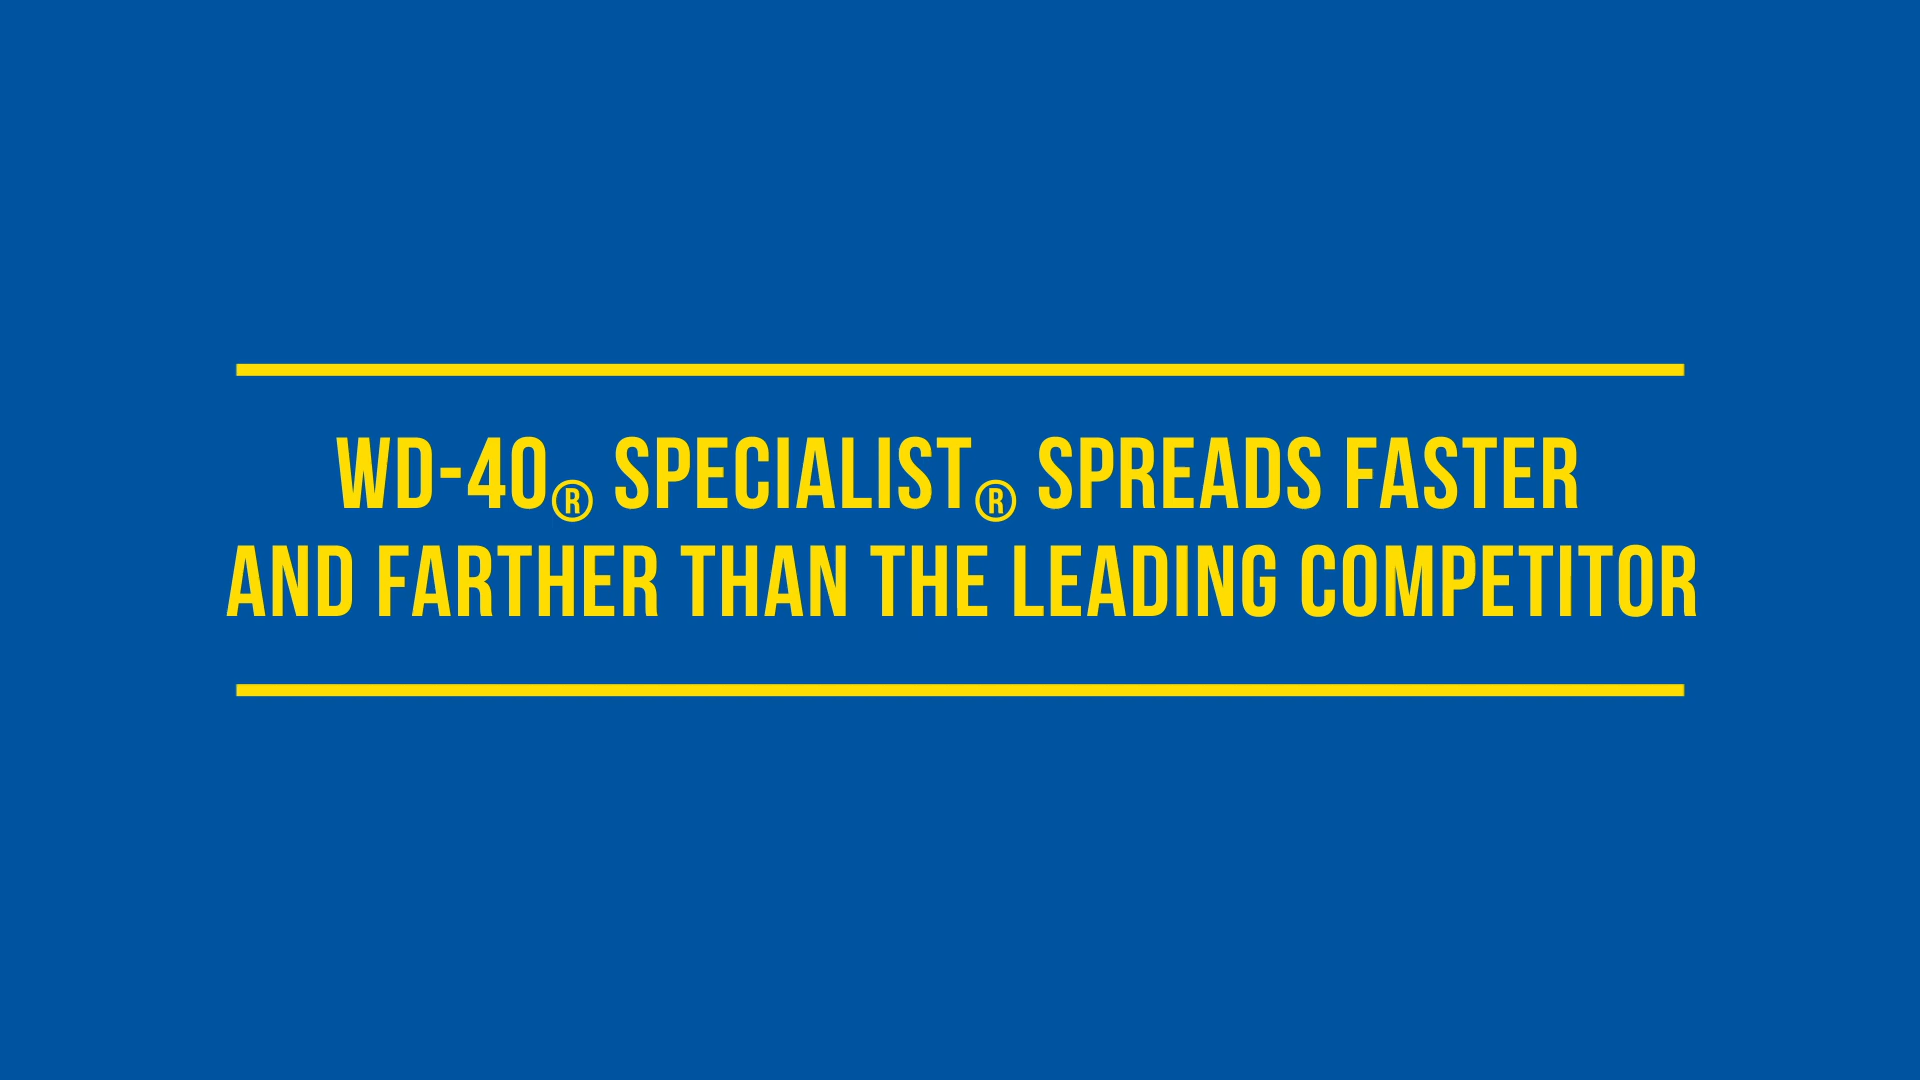 WD-40® SPECIALIST® SPREADS FASTER
AND FARTHER THAN THE LEADING COMPETITOR